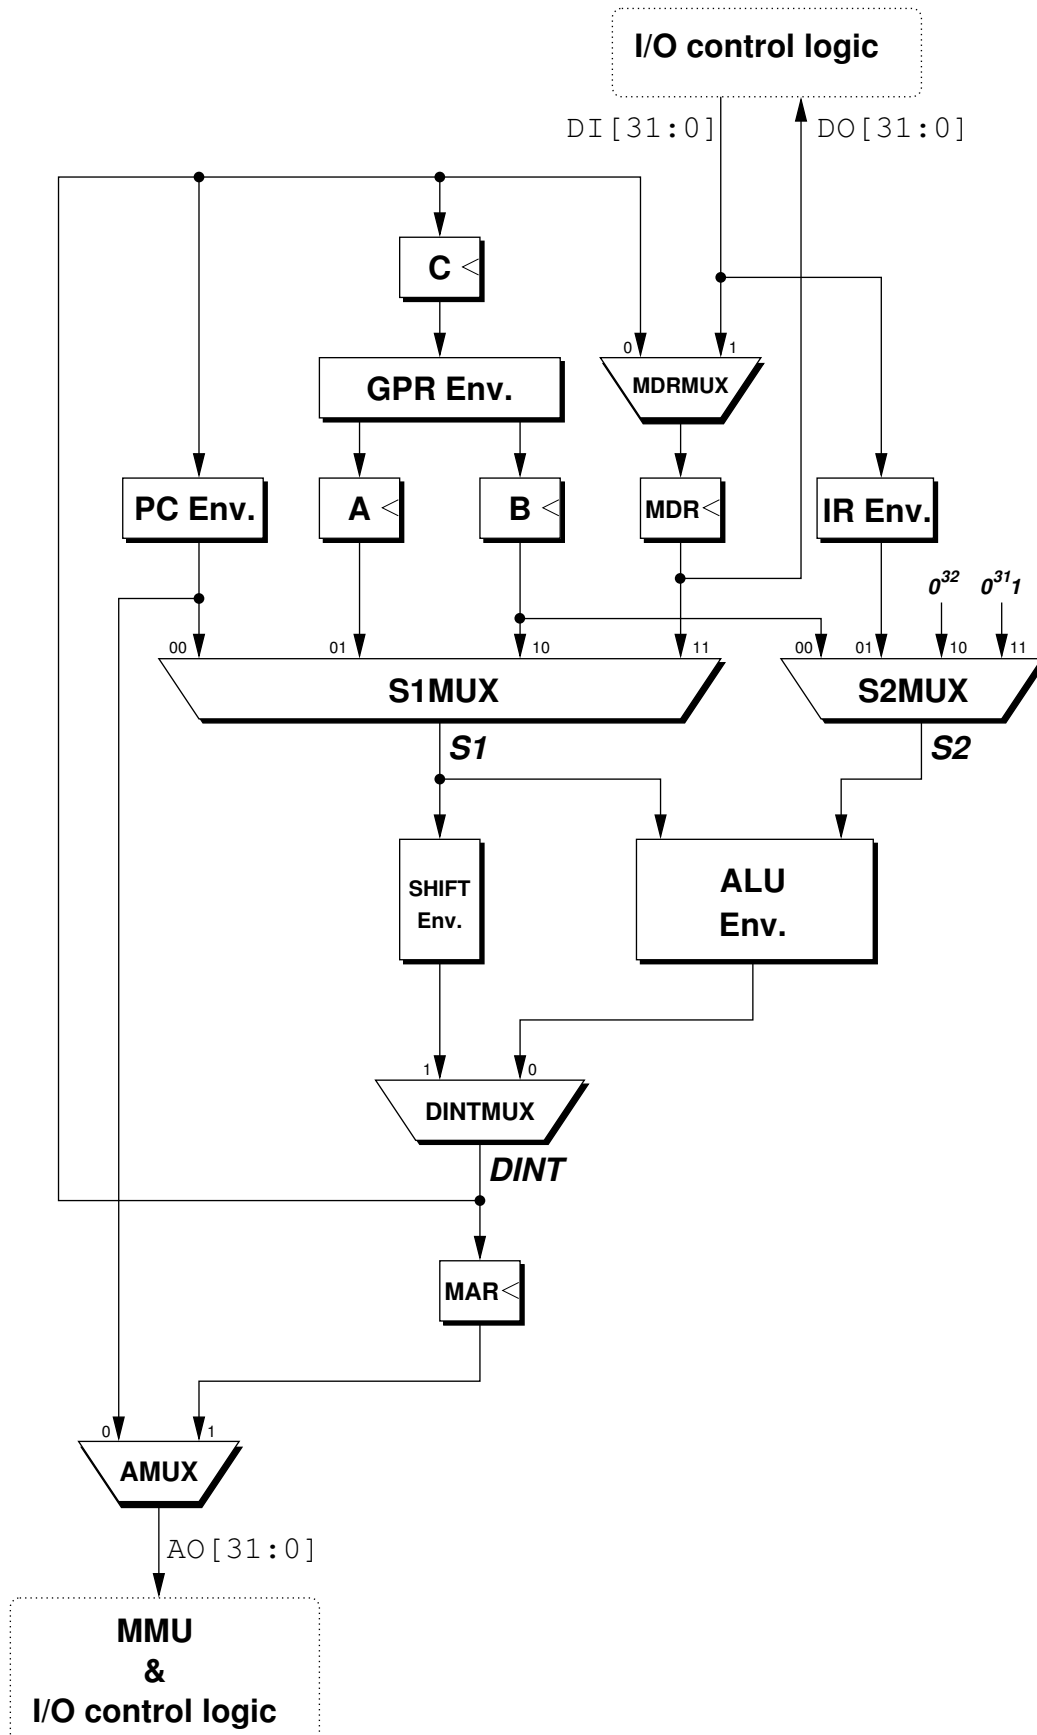 I/O control logic
DI[31:0]
DO[31:0]
C
GPR Env.
0
1
MDRMUX
PC Env.
A
B
MDR
IR Env.
0³²
0³¹1
00
01
10
11
00
01
10
11
S1MUX
S2MUX
S1
S2
SHIFT
Env.
ALU
Env.
1
0
DINTMUX
DINT
MAR
0
1
AMUX
AO[31:0]
MMU
&
I/O control logic